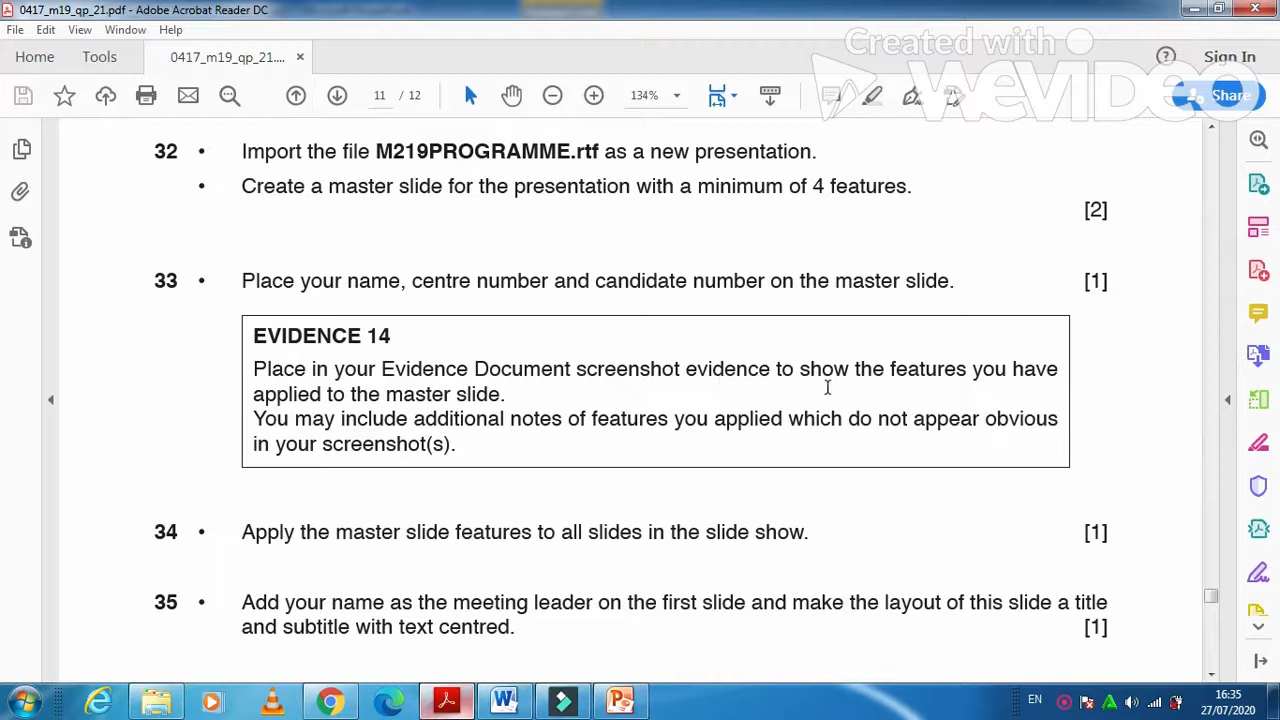 0417_m19_qp_21.pdf - Adobe Acrobat Reader DC
File Edit View Window Help
Home Tools 0417_m19_qp_21.... × Sign In
Created with
WeVideo
11 / 12 134% Share
32 • Import the file M219PROGRAMME.rtf as a new presentation.
• Create a master slide for the presentation with a minimum of 4 features.
[2]
33 • Place your name, centre number and candidate number on the master slide. [1]
EVIDENCE 14
Place in your Evidence Document screenshot evidence to show the features you have
applied to the master slide.
You may include additional notes of features you applied which do not appear obvious
in your screenshot(s).
34 • Apply the master slide features to all slides in the slide show. [1]
35 • Add your name as the meeting leader on the first slide and make the layout of this slide a title
and subtitle with text centred. [1]
EN 16:35
27/07/2020